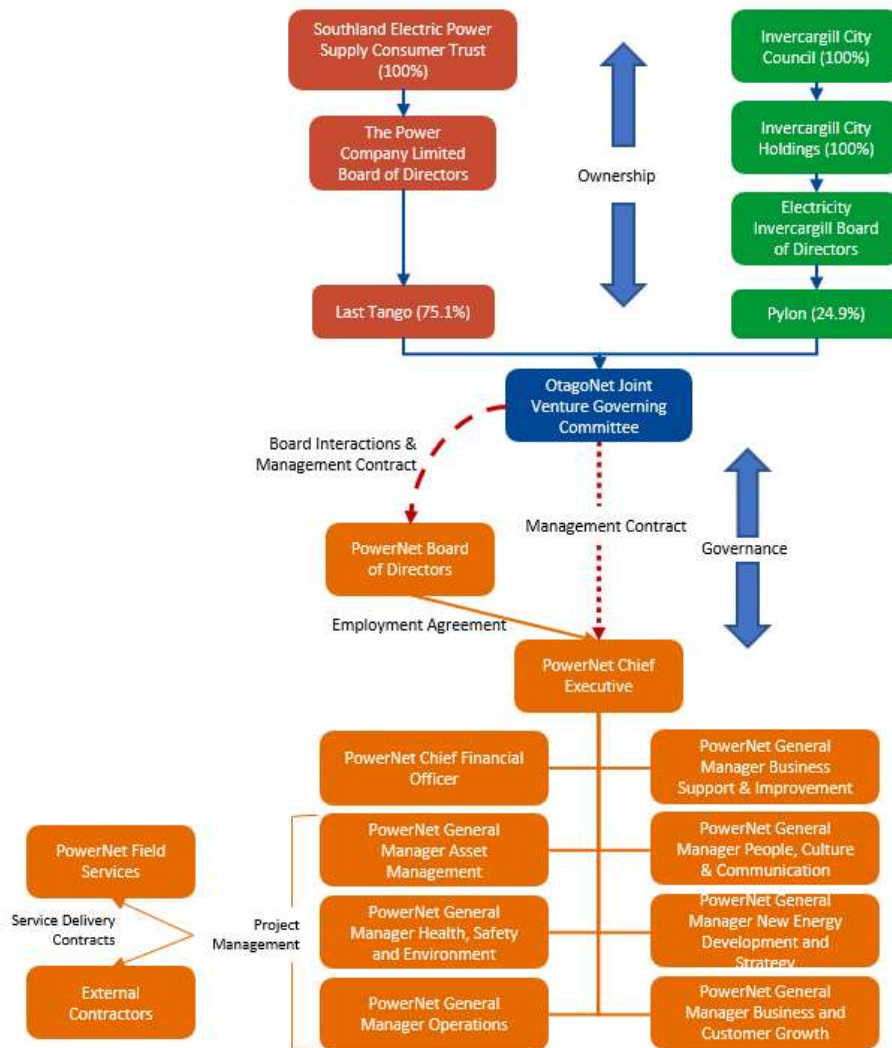 Southland Electric Power
Supply Consumer Trust
(100%)
Invercargill City
Council (100%)
The Power
Company Limited
Board of Directors
Invercargill City
Holdings (100%)
Ownership
Electricity
Invercargill Board
of Directors
Last Tango (75.1%)
Pylon (24.9%)
OtagoNet Joint
Venture Governing
Committee
Board Interactions &
Management Contract
Management Contract
PowerNet Board
of Directors
Governance
Employment Agreement
PowerNet Chief
Executive
PowerNet Chief Financial
Officer
PowerNet General
Manager Business
Support & Improvement
PowerNet General
Manager Asset
Management
PowerNet General
Manager People, Culture
& Communication
PowerNet Field
Services
Service Delivery
Contracts
Project
Management
PowerNet General
Manager Health, Safety
and Environment
PowerNet General
Manager New Energy
Development and
Strategy
External
Contractors
PowerNet General
Manager Operations
PowerNet General
Manager Business and
Customer Growth